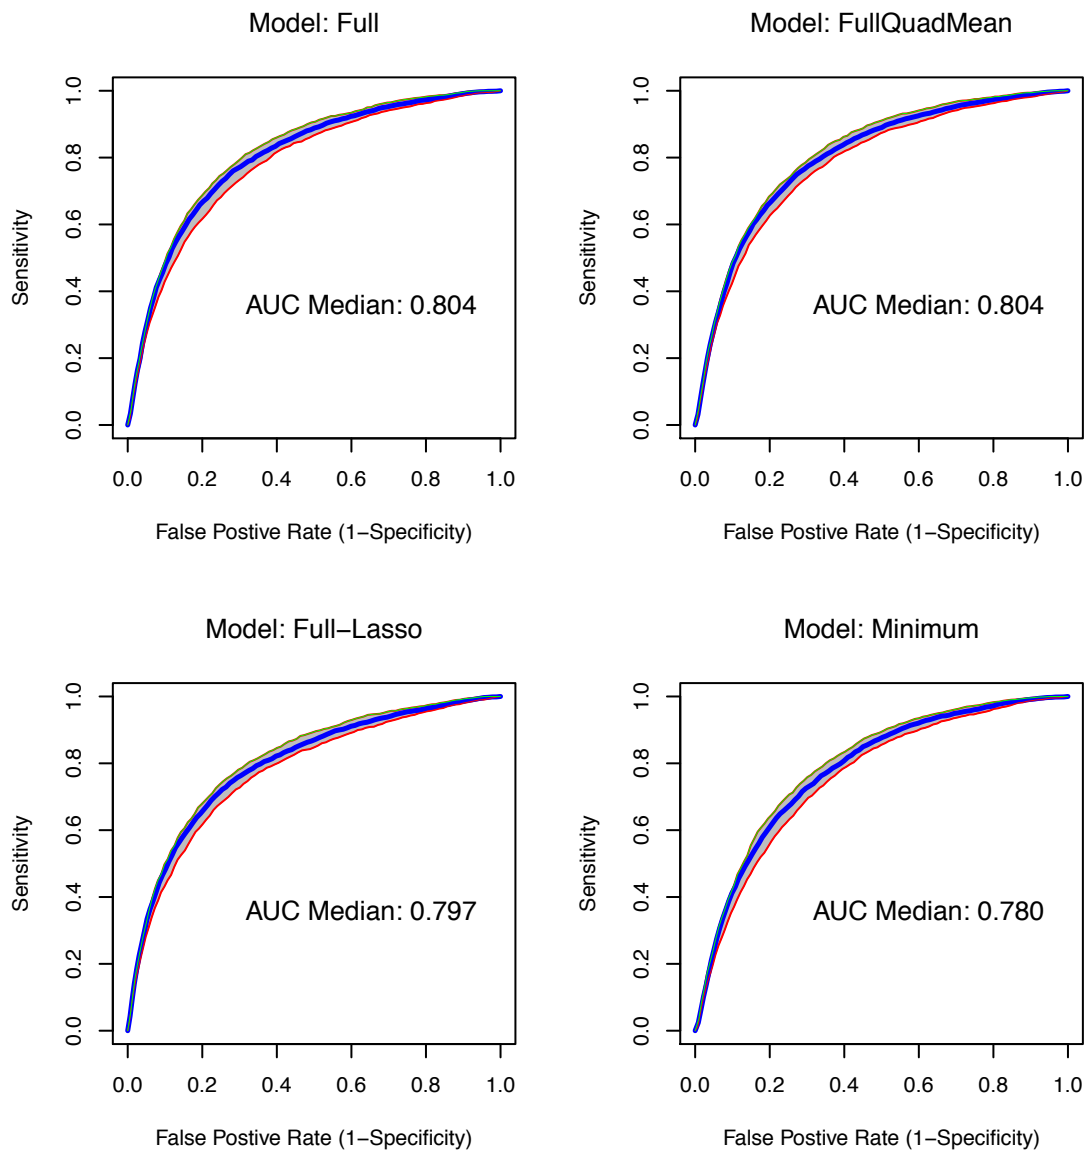 Model: Full
1.0
0.8
0.6
0.4
0.2
0.0
Sensitivity
AUC Median: 0.804
0.0 0.2 0.4 0.6 0.8 1.0
False Postive Rate (1−Specificity)
Model: FullQuadMean
1.0
0.8
0.6
0.4
0.2
0.0
Sensitivity
AUC Median: 0.804
0.0 0.2 0.4 0.6 0.8 1.0
False Postive Rate (1−Specificity)
Model: Full−Lasso
1.0
0.8
0.6
0.4
0.2
0.0
Sensitivity
AUC Median: 0.797
0.0 0.2 0.4 0.6 0.8 1.0
False Postive Rate (1−Specificity)
Model: Minimum
1.0
0.8
0.6
0.4
0.2
0.0
Sensitivity
AUC Median: 0.780
0.0 0.2 0.4 0.6 0.8 1.0
False Postive Rate (1−Specificity)